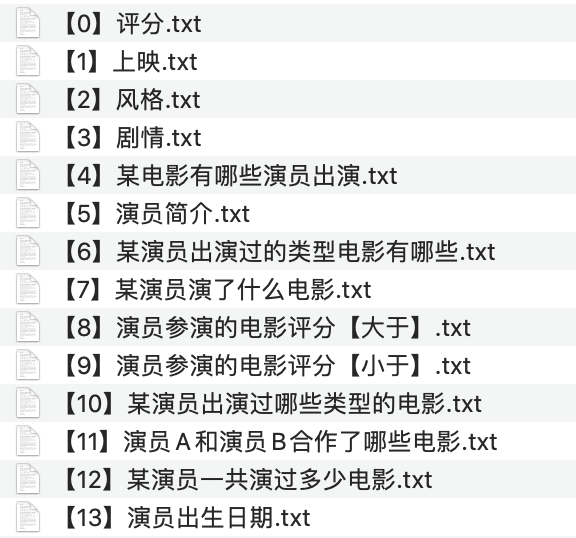 【0】评分.txt
【1】上映.txt
【2】风格.txt
【3】剧情.txt
【4】某电影有哪些演员出演.txt
【5】演员简介.txt
【6】某演员出演过的类型电影有哪些.txt
【7】某演员演了什么电影.txt
【8】演员参演的电影评分【大于】.txt
【9】演员参演的电影评分【小于】.txt
【10】某演员出演过哪些类型的电影.txt
【11】演员A和演员B合作了哪些电影.txt
【12】某演员一共演过多少电影.txt
【13】演员出生日期.txt